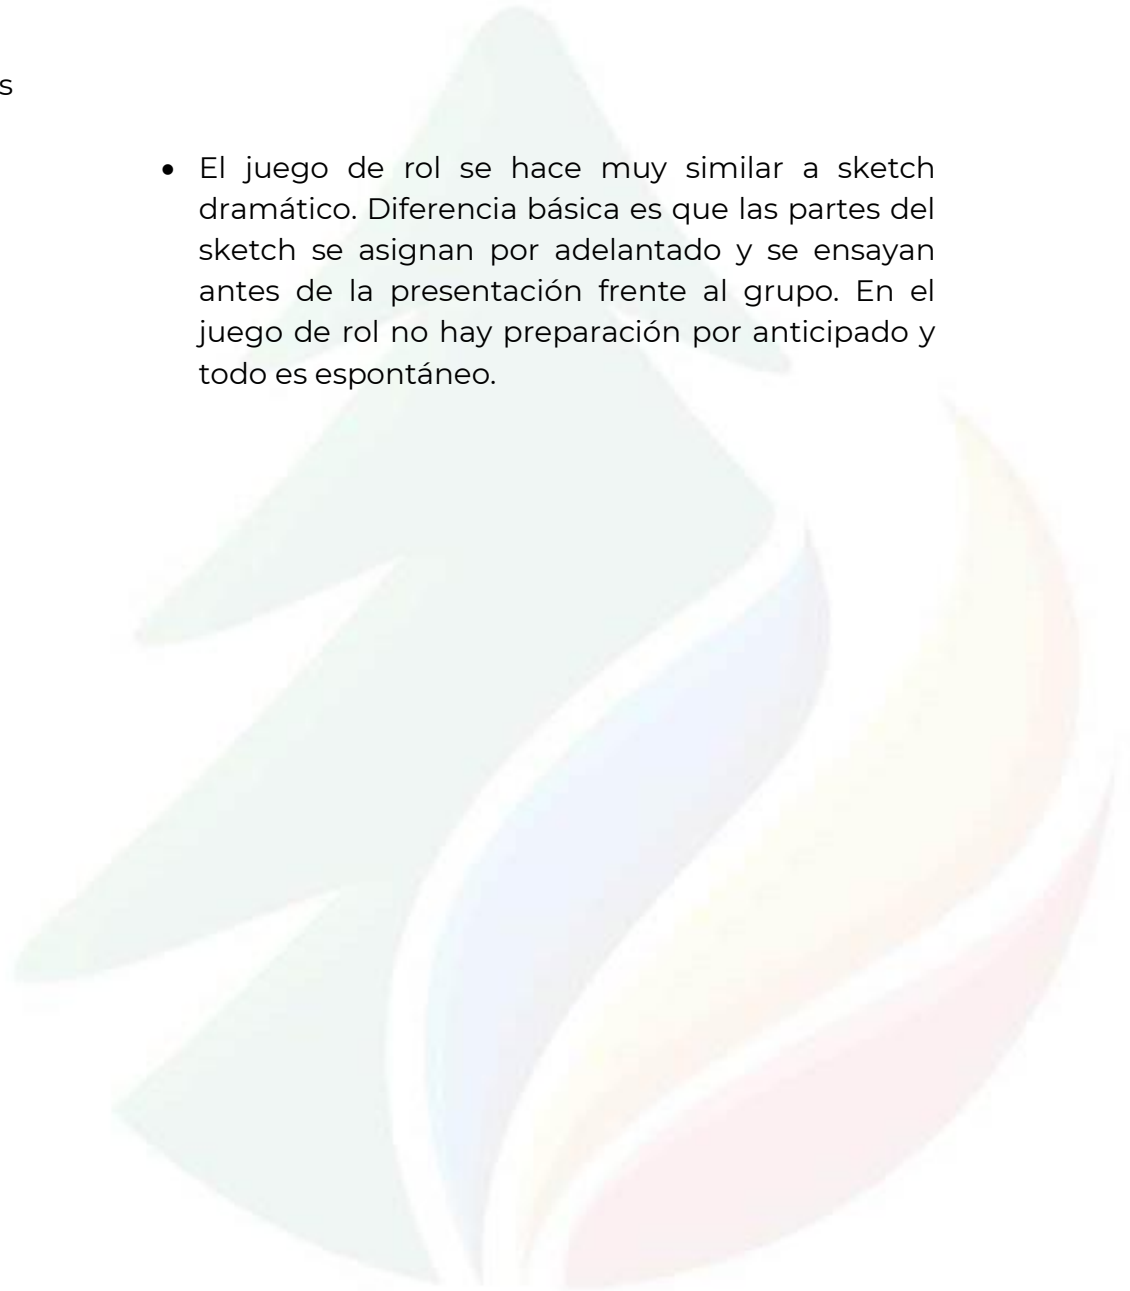 s
• El juego de rol se hace muy similar a sketch
dramático. Diferencia básica es que las partes del
sketch se asignan por adelantado y se ensayan
antes de la presentación frente al grupo. En el
juego de rol no hay preparación por anticipado y
todo es espontáneo.